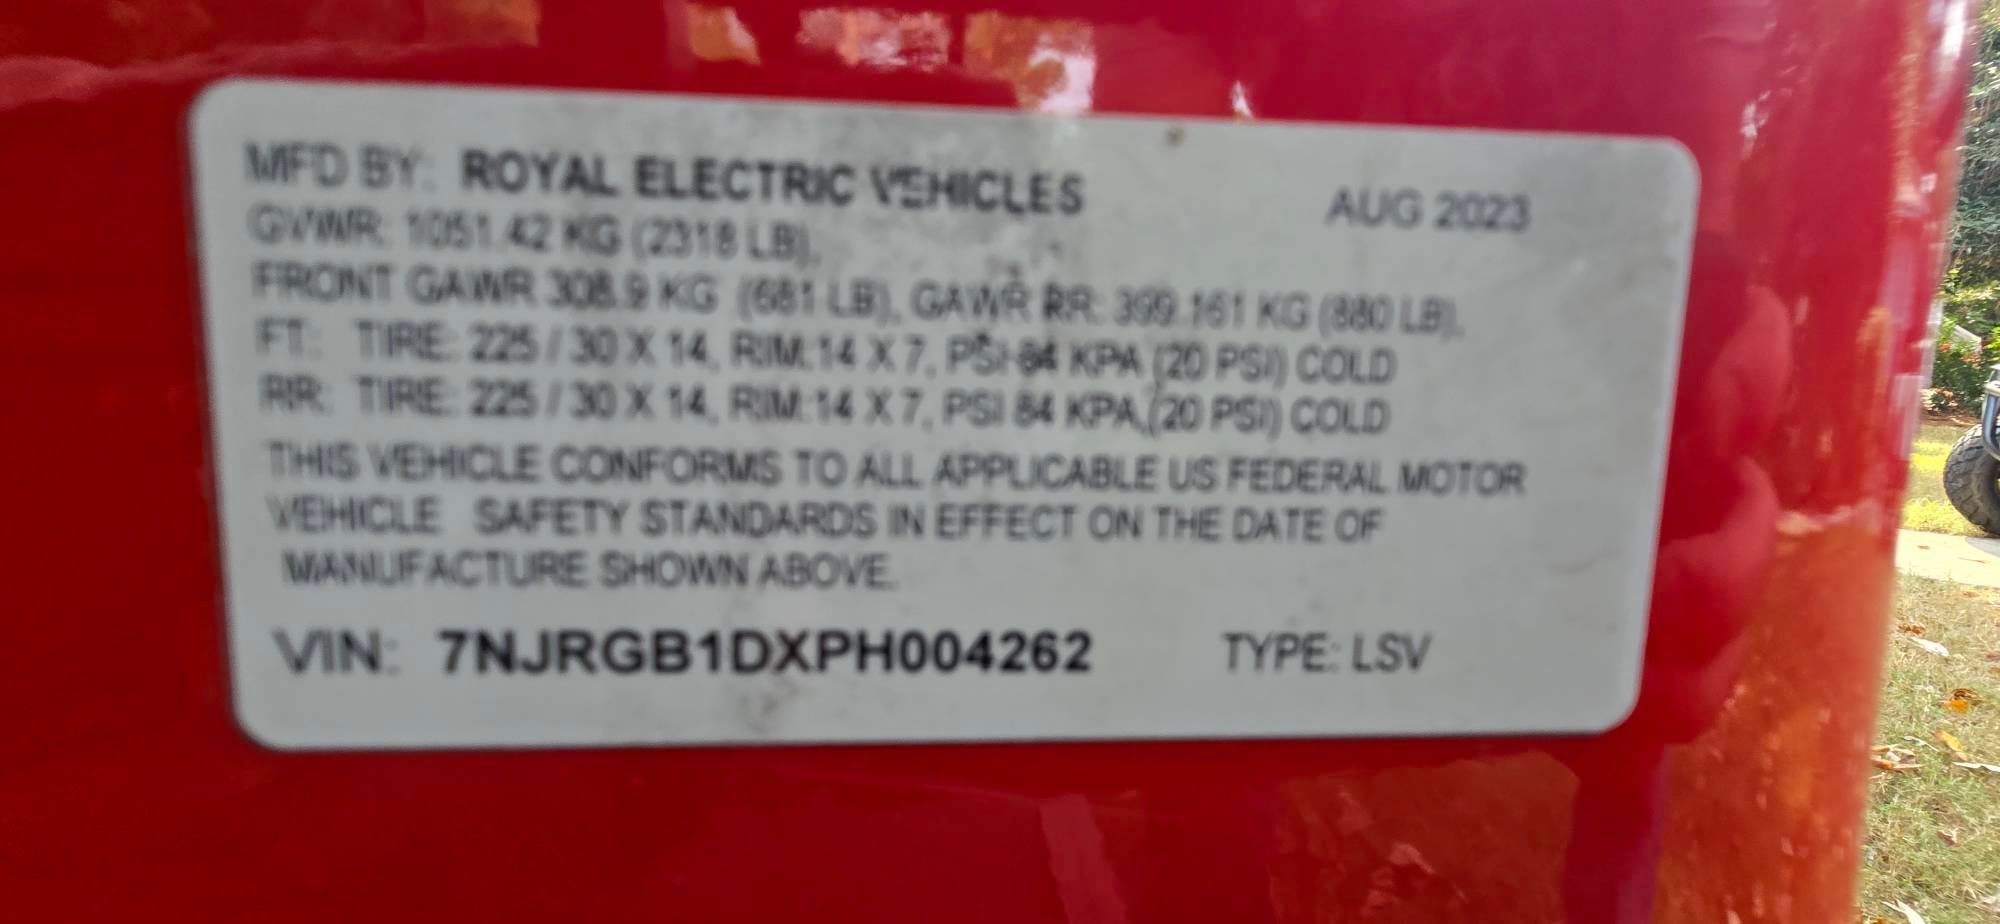 MFD BY: ROYAL ELECTRIC VEHICLES AUG 2023
GVWR: 1051.42 KG (2318 LB),
FRONT GAWR 308.9 KG (681 LB), GAWR RR: 399.161 KG (880 LB),
FT: TIRE: 225 / 30 X 14, RIM:14 X 7, PSI 84 KPA (20 PSI) COLD
RR: TIRE: 225 / 30 X 14, RIM:14 X 7, PSI 84 KPA,(20 PSI) COLD
THIS VEHICLE CONFORMS TO ALL APPLICABLE US FEDERAL MOTOR
VEHICLE SAFETY STANDARDS IN EFFECT ON THE DATE OF
MANUFACTURE SHOWN ABOVE.
VIN: 7NJRGB1DXPH004262 TYPE: LSV